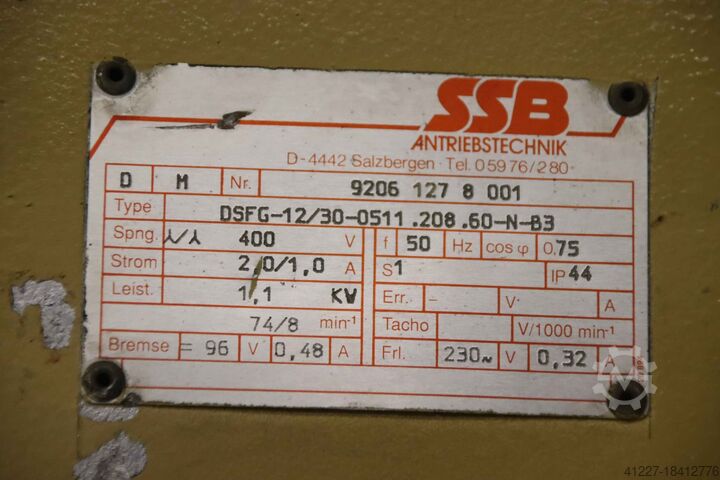 SSB
ANTRIEBSTECHNIK
D-4442 Salzbergen · Tel. 05976/280
D M Nr. 9206 127 8 001
Type DSFG-12/30-0511.208.60-N-B3
Spng. 400 V f 50 Hz cos φ 0,75
Strom 2,0/1,0 A S1 IP 44
Leist. 1,1 KW Err. – V A
74/8 min⁻¹ Tacho V/1000 min⁻¹
Bremse = 96 V 0,48 A Frl. 230~ V 0,32 A
41227-18412776